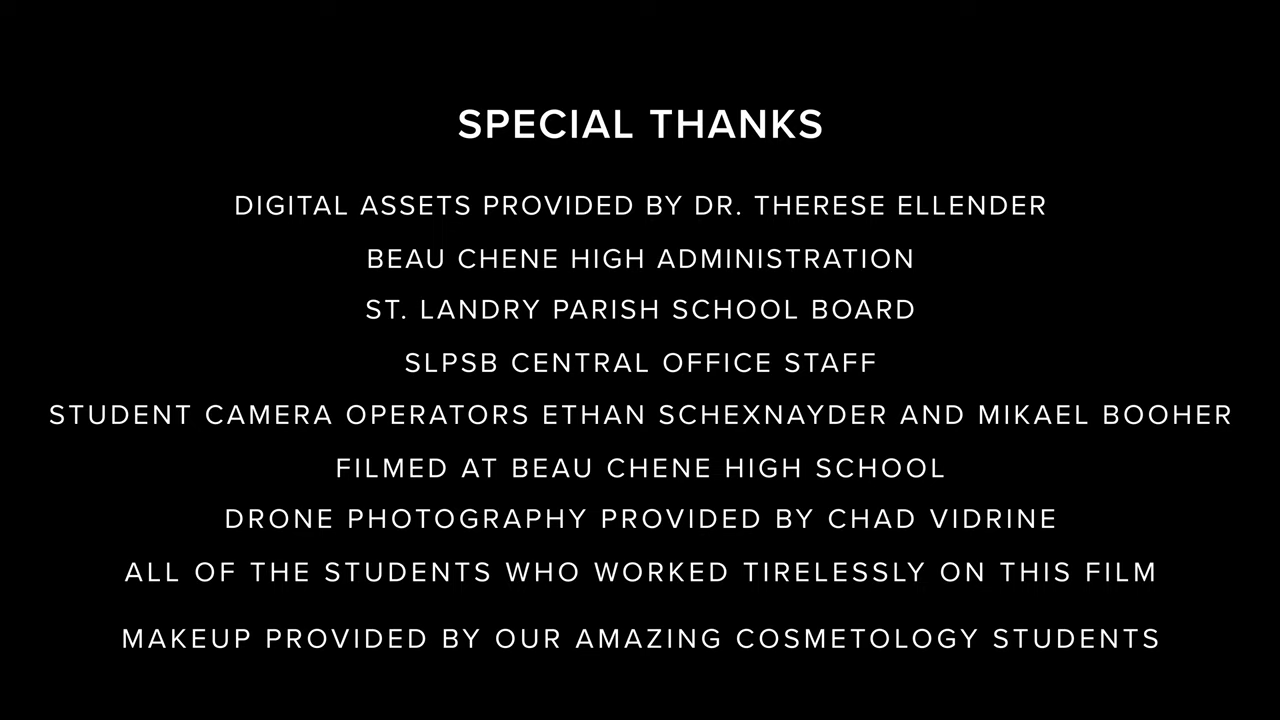 SPECIAL THANKS
DIGITAL ASSETS PROVIDED BY DR. THERESE ELLENDER
BEAU CHENE HIGH ADMINISTRATION
ST. LANDRY PARISH SCHOOL BOARD
SLPSB CENTRAL OFFICE STAFF
STUDENT CAMERA OPERATORS ETHAN SCHEXNAYDER AND MIKAEL BOOHER
FILMED AT BEAU CHENE HIGH SCHOOL
DRONE PHOTOGRAPHY PROVIDED BY CHAD VIDRINE
ALL OF THE STUDENTS WHO WORKED TIRELESSLY ON THIS FILM
MAKEUP PROVIDED BY OUR AMAZING COSMETOLOGY STUDENTS